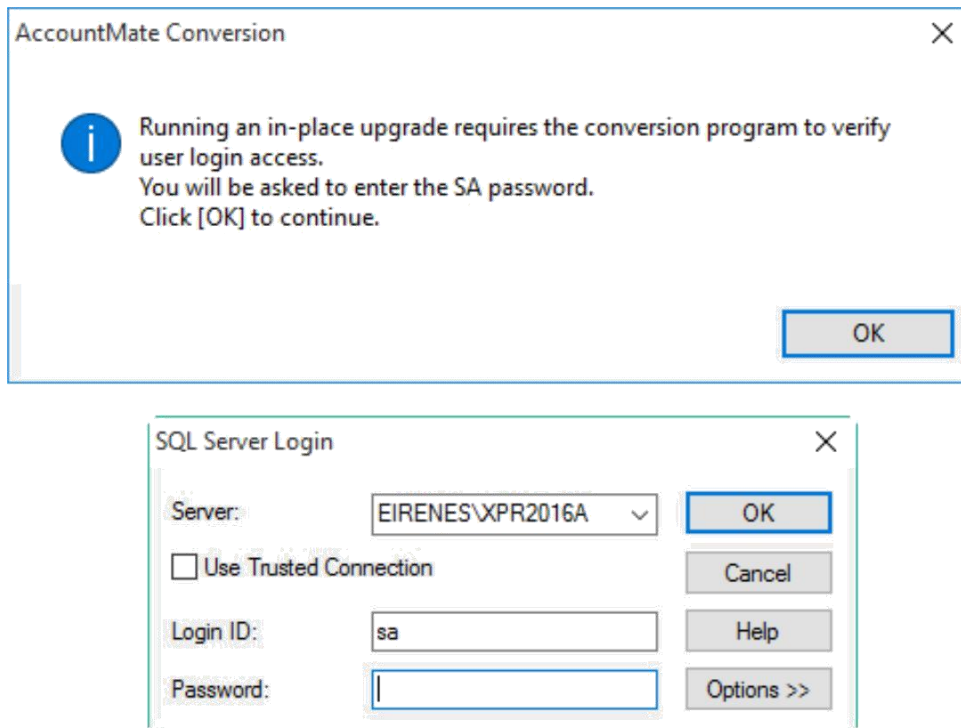 AccountMate Conversion
Running an in-place upgrade requires the conversion program to verify
user login access.
You will be asked to enter the SA password.
Click [OK] to continue.
OK
SQL Server Login
Server:
EIRENES\XPR2016A
OK
Use Trusted Connection
Cancel
Login ID:
sa
Help
Password:
Options >>